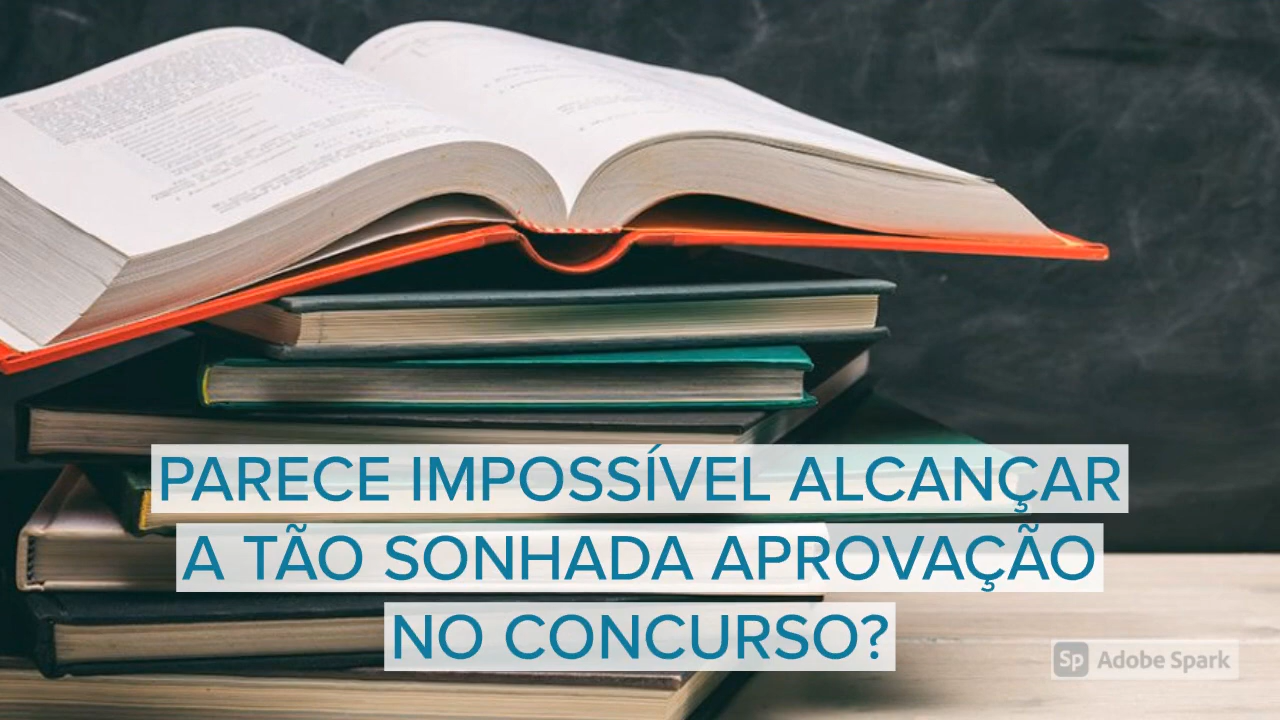 PARECE IMPOSSÍVEL ALCANÇAR
A TÃO SONHADA APROVAÇÃO
NO CONCURSO?
Sp Adobe Spark